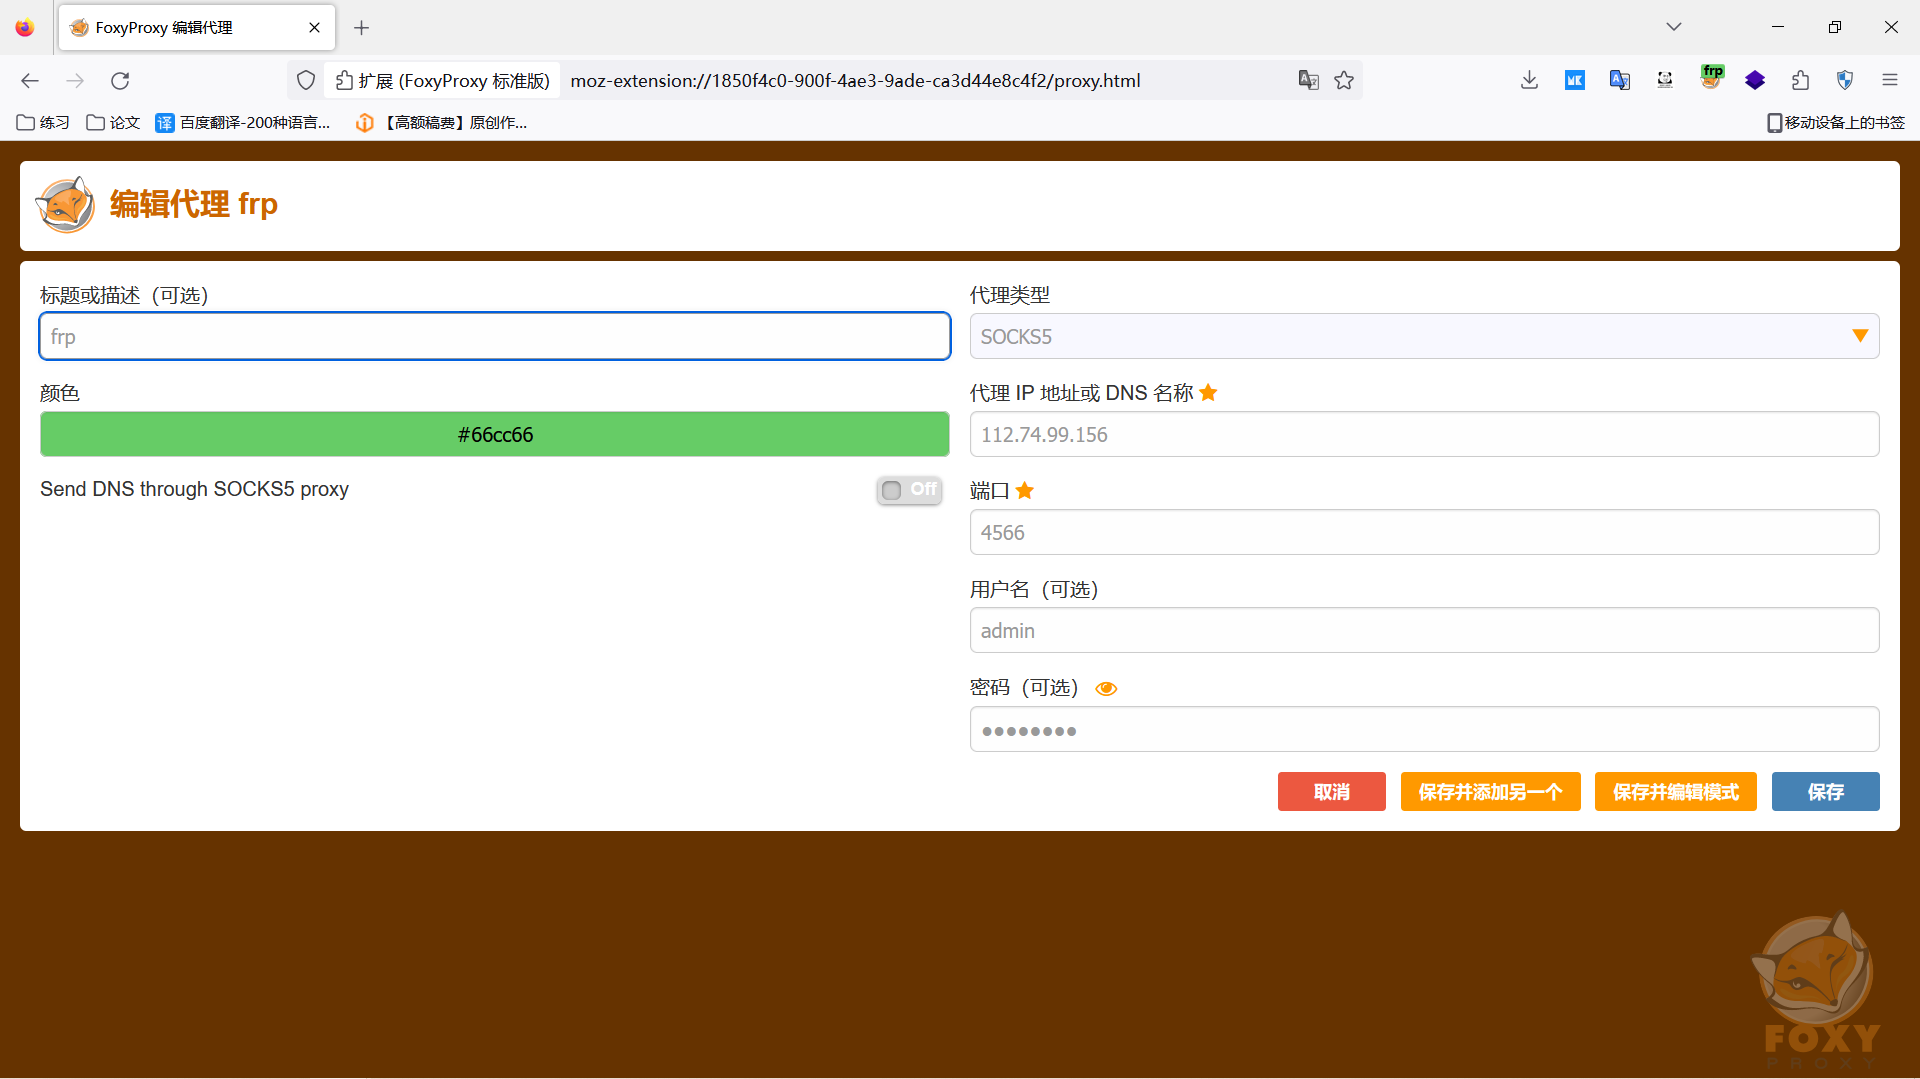 FoxyProxy 编辑代理
扩展 (FoxyProxy 标准版)
moz-extension://1850f4c0-900f-4ae3-9ade-ca3d44e8c4f2/proxy.html
frp
练习
论文
译 百度翻译-200种语言...
【高额稿费】原创作...
移动设备上的书签
编辑代理 frp
标题或描述（可选）
frp
颜色
#66cc66
Send DNS through SOCKS5 proxy
Off
代理类型
SOCKS5
代理 IP 地址或 DNS 名称
112.74.99.156
端口
4566
用户名（可选）
admin
密码（可选）
●●●●●●●●
取消
保存并添加另一个
保存并编辑模式
保存
FOXY
PROXY